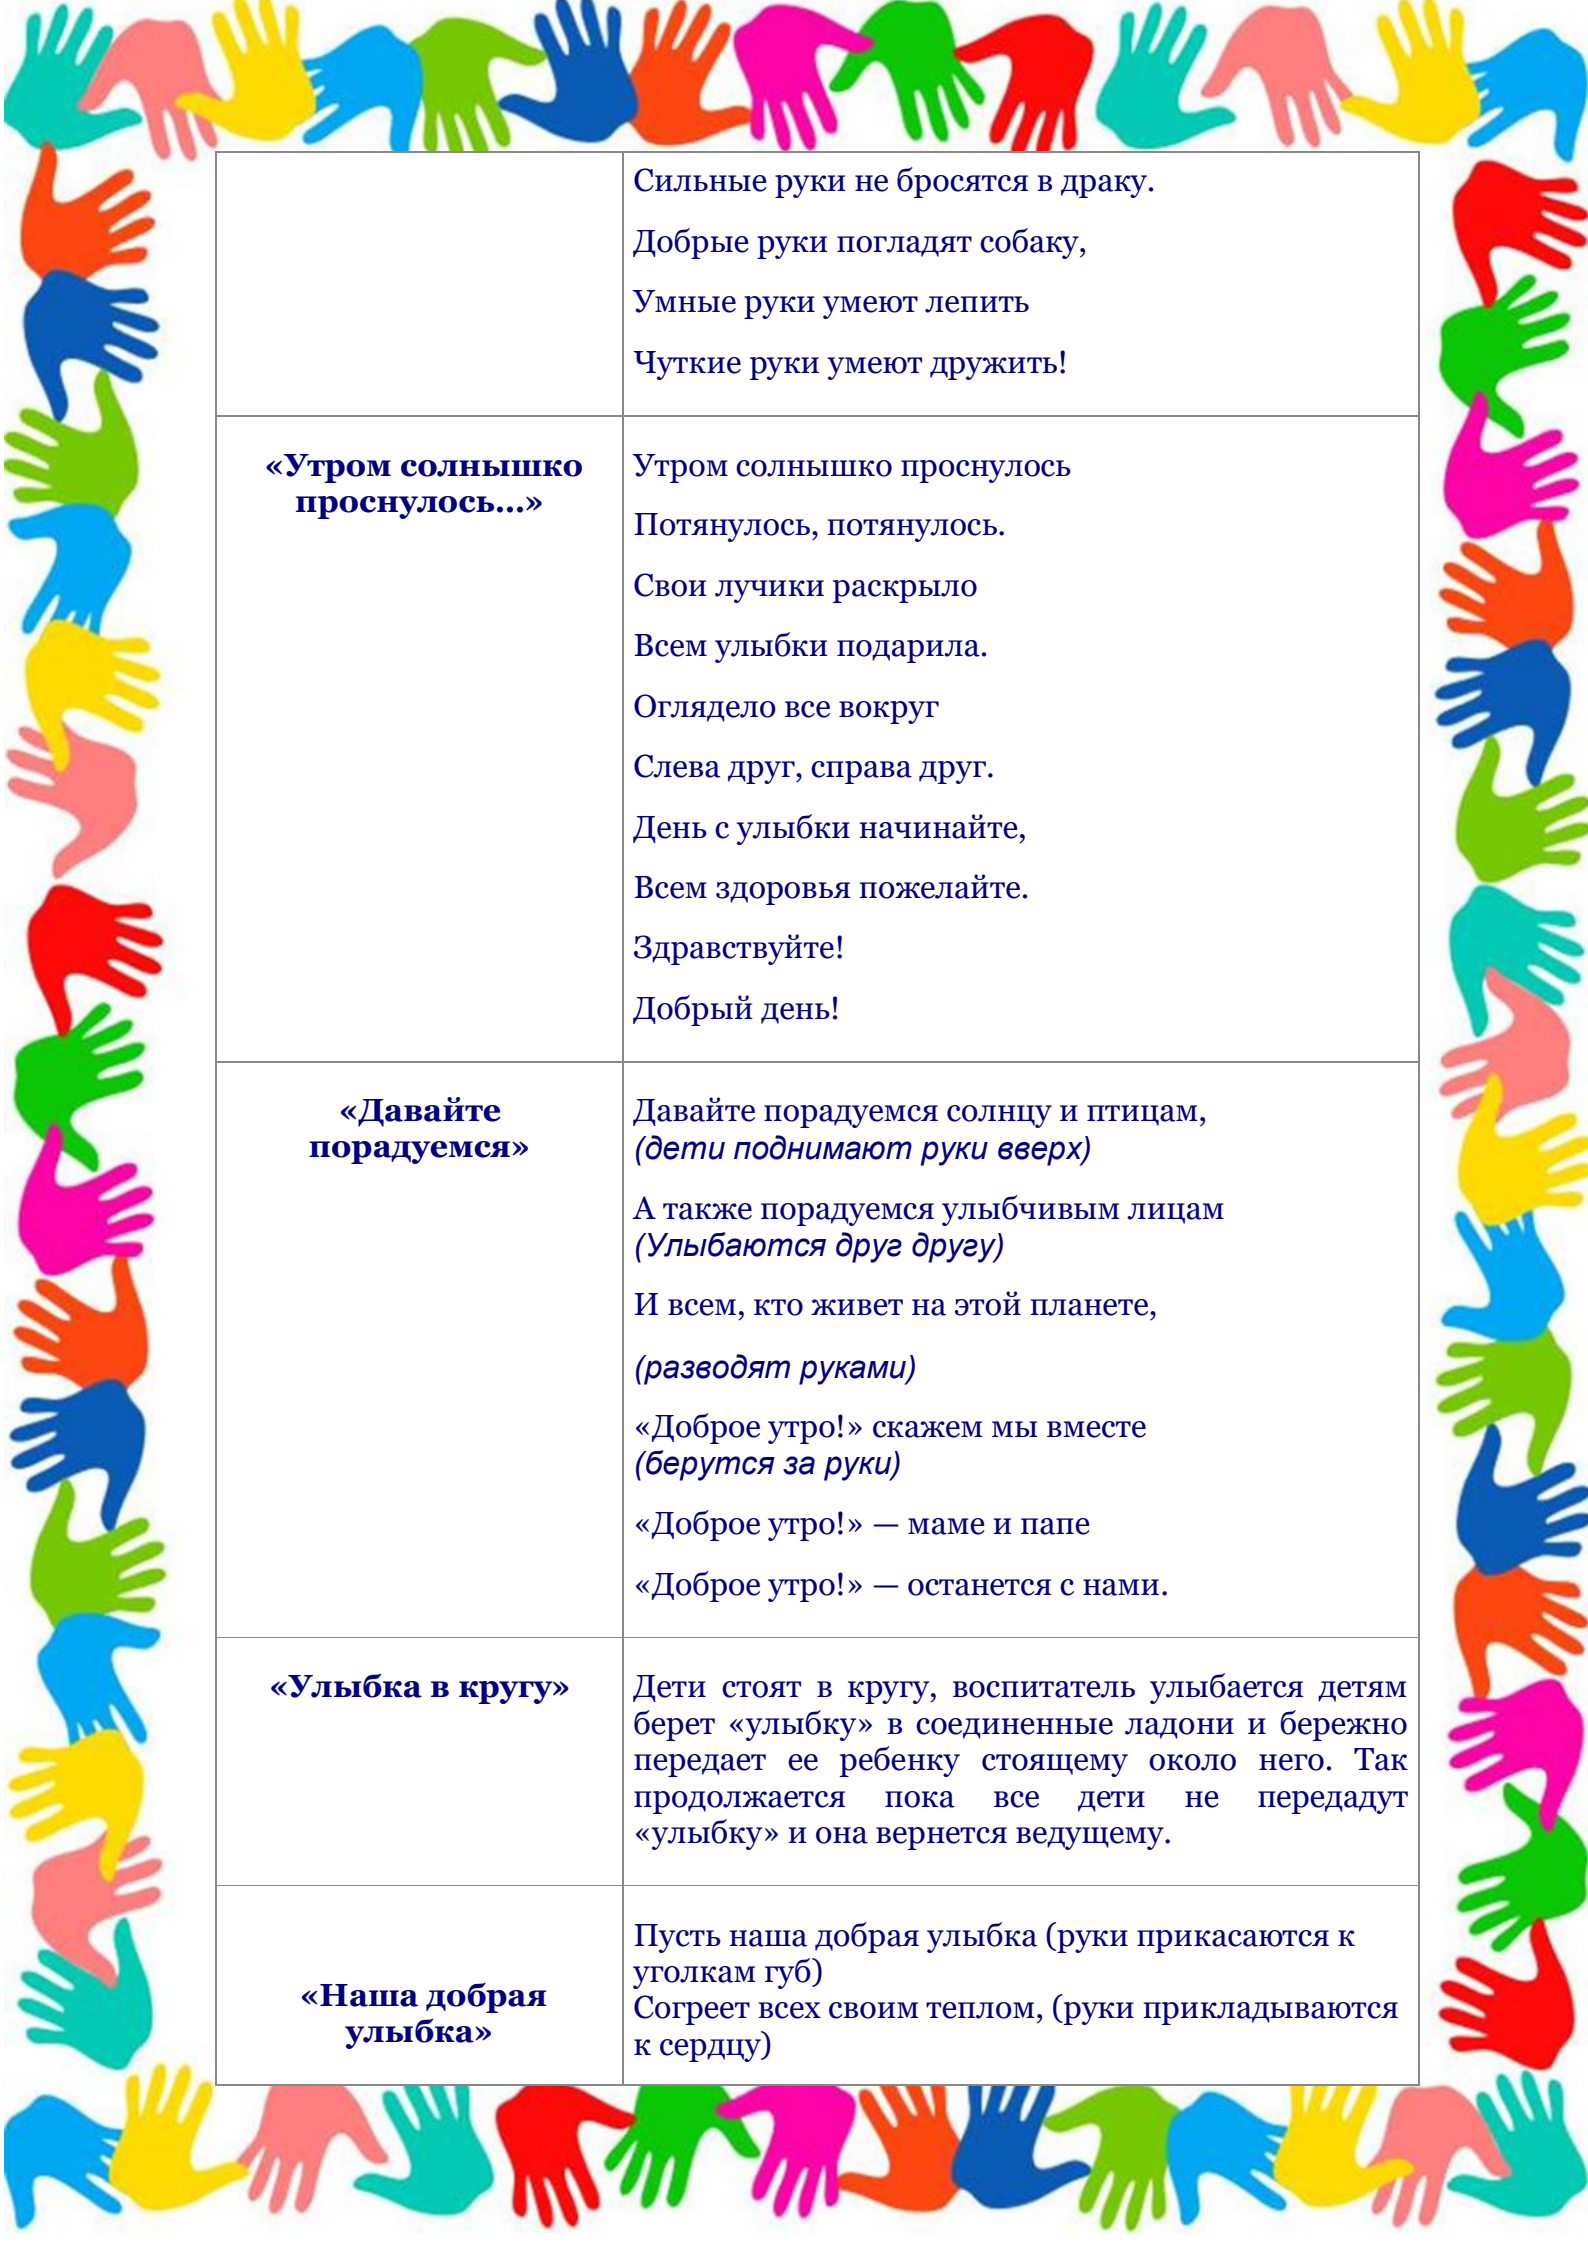 Сильные руки не бросятся в драку.
Добрые руки погладят собаку,
Умные руки умеют лепить
Чуткие руки умеют дружить!
«Утром солнышко
проснулось...»
Утром солнышко проснулось
Потянулось, потянулось.
Свои лучики раскрыло
Всем улыбки подарила.
Оглядело все вокруг
Слева друг, справа друг.
День с улыбки начинайте,
Всем здоровья пожелайте.
Здравствуйте!
Добрый день!
«Давайте
порадуемся»
Давайте порадуемся солнцу и птицам,
(дети поднимают руки вверх)
А также порадуемся улыбчивым лицам
(Улыбаются друг другу)
И всем, кто живет на этой планете,
(разводят руками)
«Доброе утро!» скажем мы вместе
(берутся за руки)
«Доброе утро!» — маме и папе
«Доброе утро!» — останется с нами.
«Улыбка в кругу»
Дети стоят в кругу, воспитатель улыбается детям
берет «улыбку» в соединенные ладони и бережно
передает ее ребенку стоящему около него. Так
продолжается пока все дети не передадут
«улыбку» и она вернется ведущему.
«Наша добрая
улыбка»
Пусть наша добрая улыбка (руки прикасаются к
уголкам губ)
Согреет всех своим теплом, (руки прикладываются
к сердцу)